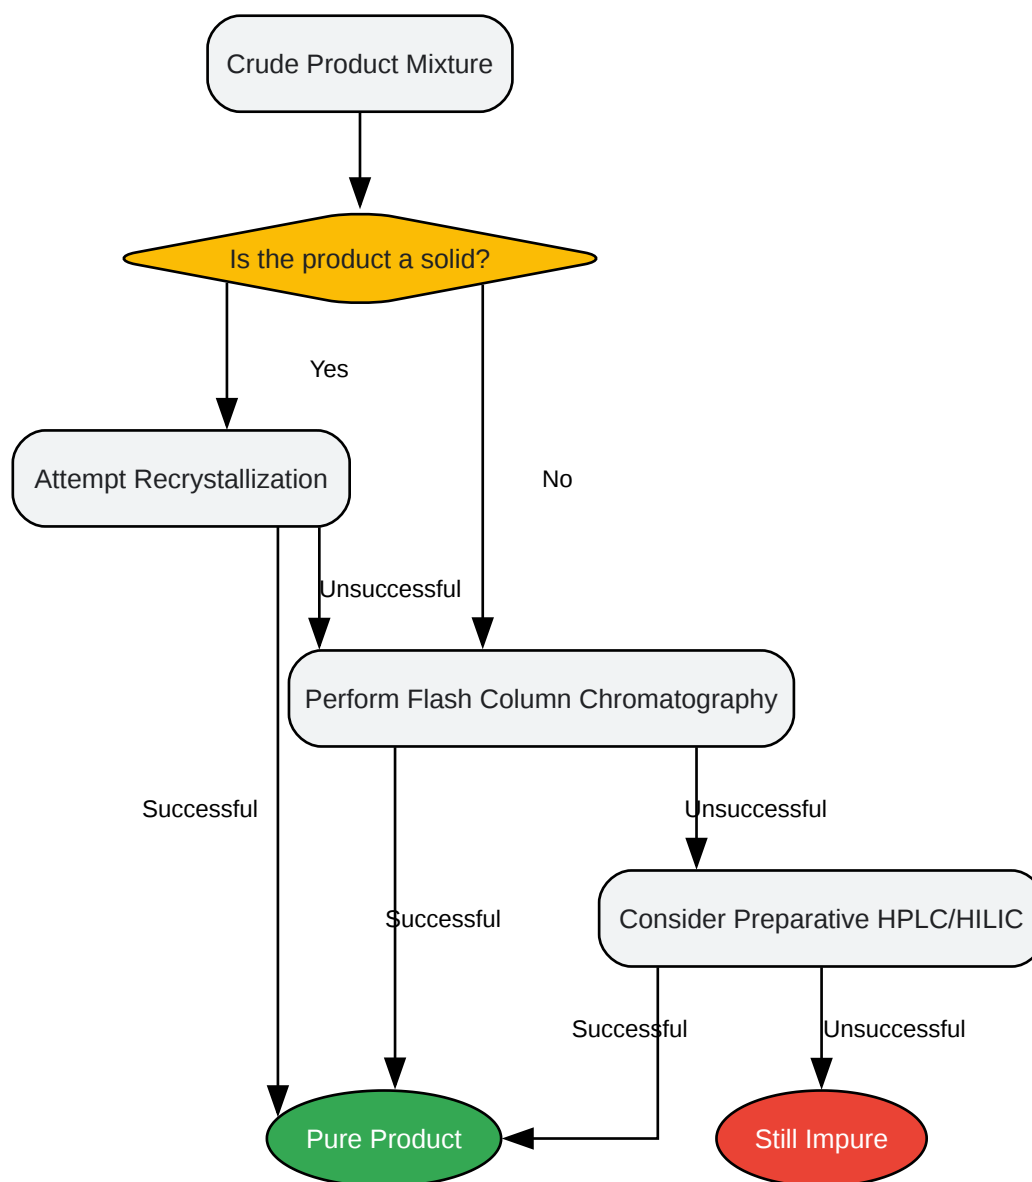 Crude Product Mixture
Is the product a solid?
Yes
Attempt Recrystallization
No
Unsuccessful
Perform Flash Column Chromatography
Successful
Unsuccessful
Consider Preparative HPLC/HILIC
Successful
Successful
Unsuccessful
Pure Product
Still Impure